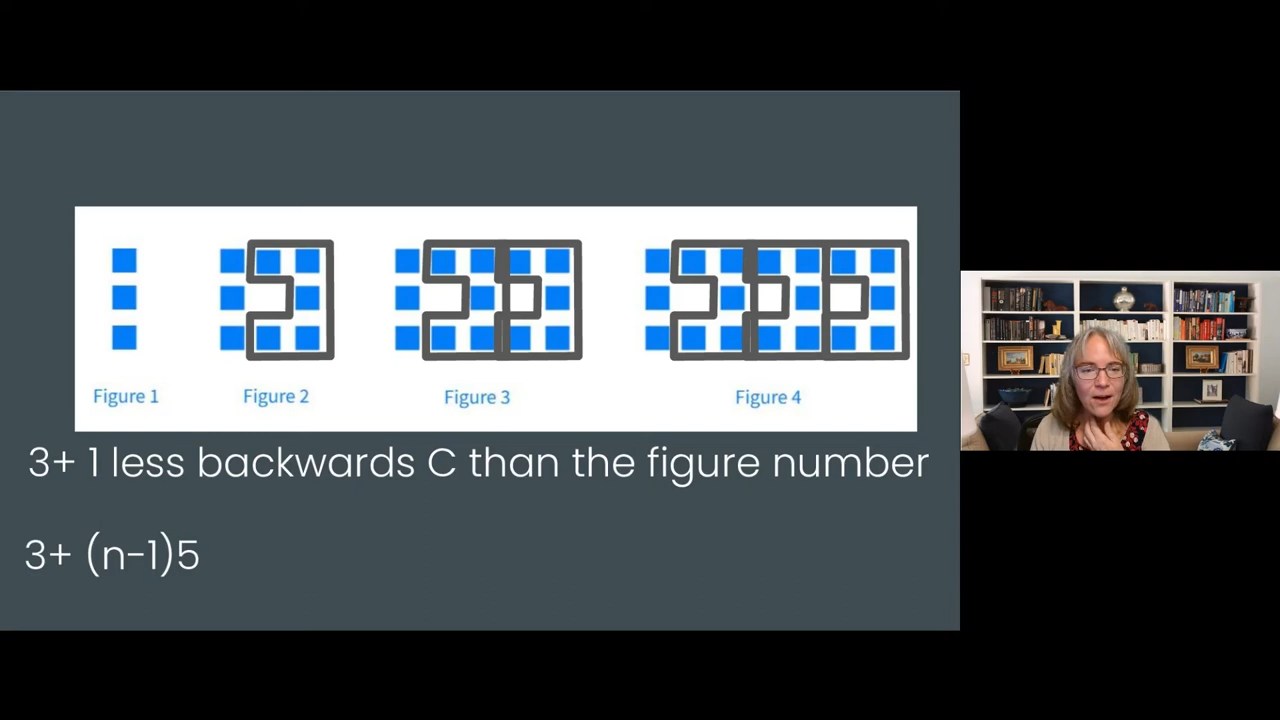 Figure 1 Figure 2 Figure 3 Figure 4
3+ 1 less backwards C than the figure number
3+ (n-1)5